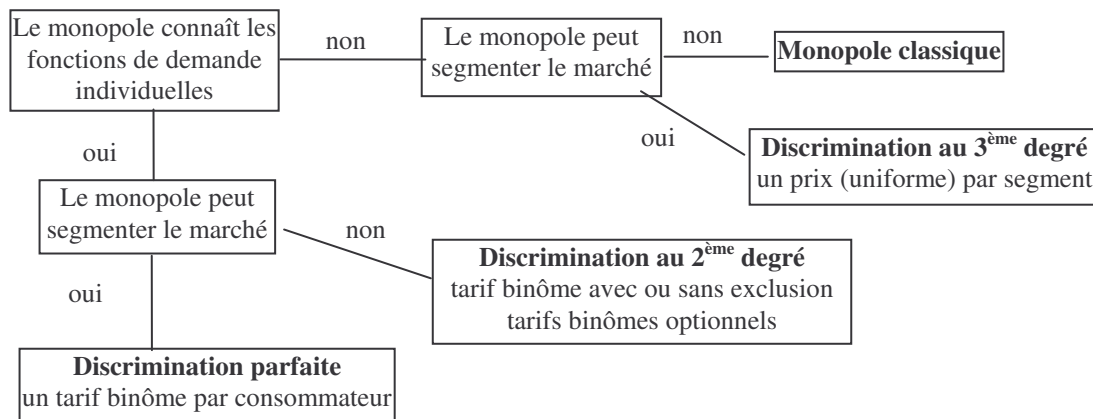 Le monopole connaît les
fonctions de demande
individuelles
non
Le monopole peut
segmenter le marché
non
Monopole classique
oui
Discrimination au 3ème degré
un prix (uniforme) par segment
oui
Le monopole peut
segmenter le marché
non
Discrimination au 2ème degré
tarif binôme avec ou sans exclusion
tarifs binômes optionnels
oui
Discrimination parfaite
un tarif binôme par consommateur